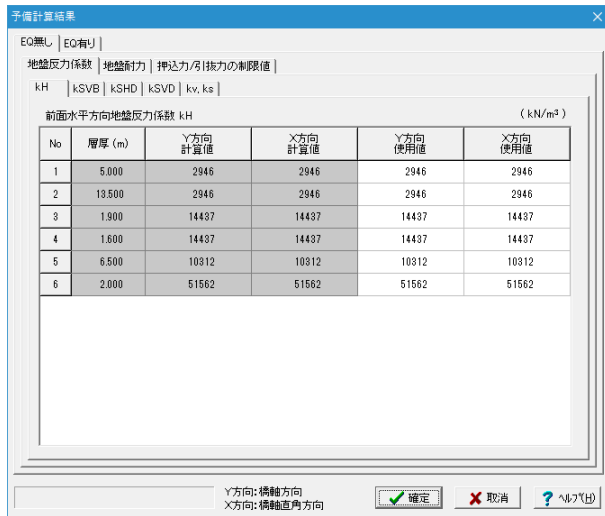 予備計算結果
EQ無し EQ有り
地盤反力係数 地盤耐力 押込力/引抜力の制限値
kH kSVB kSHD kSVD kv, ks
前面水平方向地盤反力係数 kH (kN/m³)
No 層厚 (m) Y方向 計算値 X方向 計算値 Y方向 使用値 X方向 使用値
1 5.000 2946 2946 2946 2946
2 13.500 2946 2946 2946 2946
3 1.900 14437 14437 14437 14437
4 1.600 14437 14437 14437 14437
5 6.500 10312 10312 10312 10312
6 2.000 51562 51562 51562 51562
Y方向:橋軸方向
X方向:橋軸直角方向
確定 取消 ヘルプ(H)